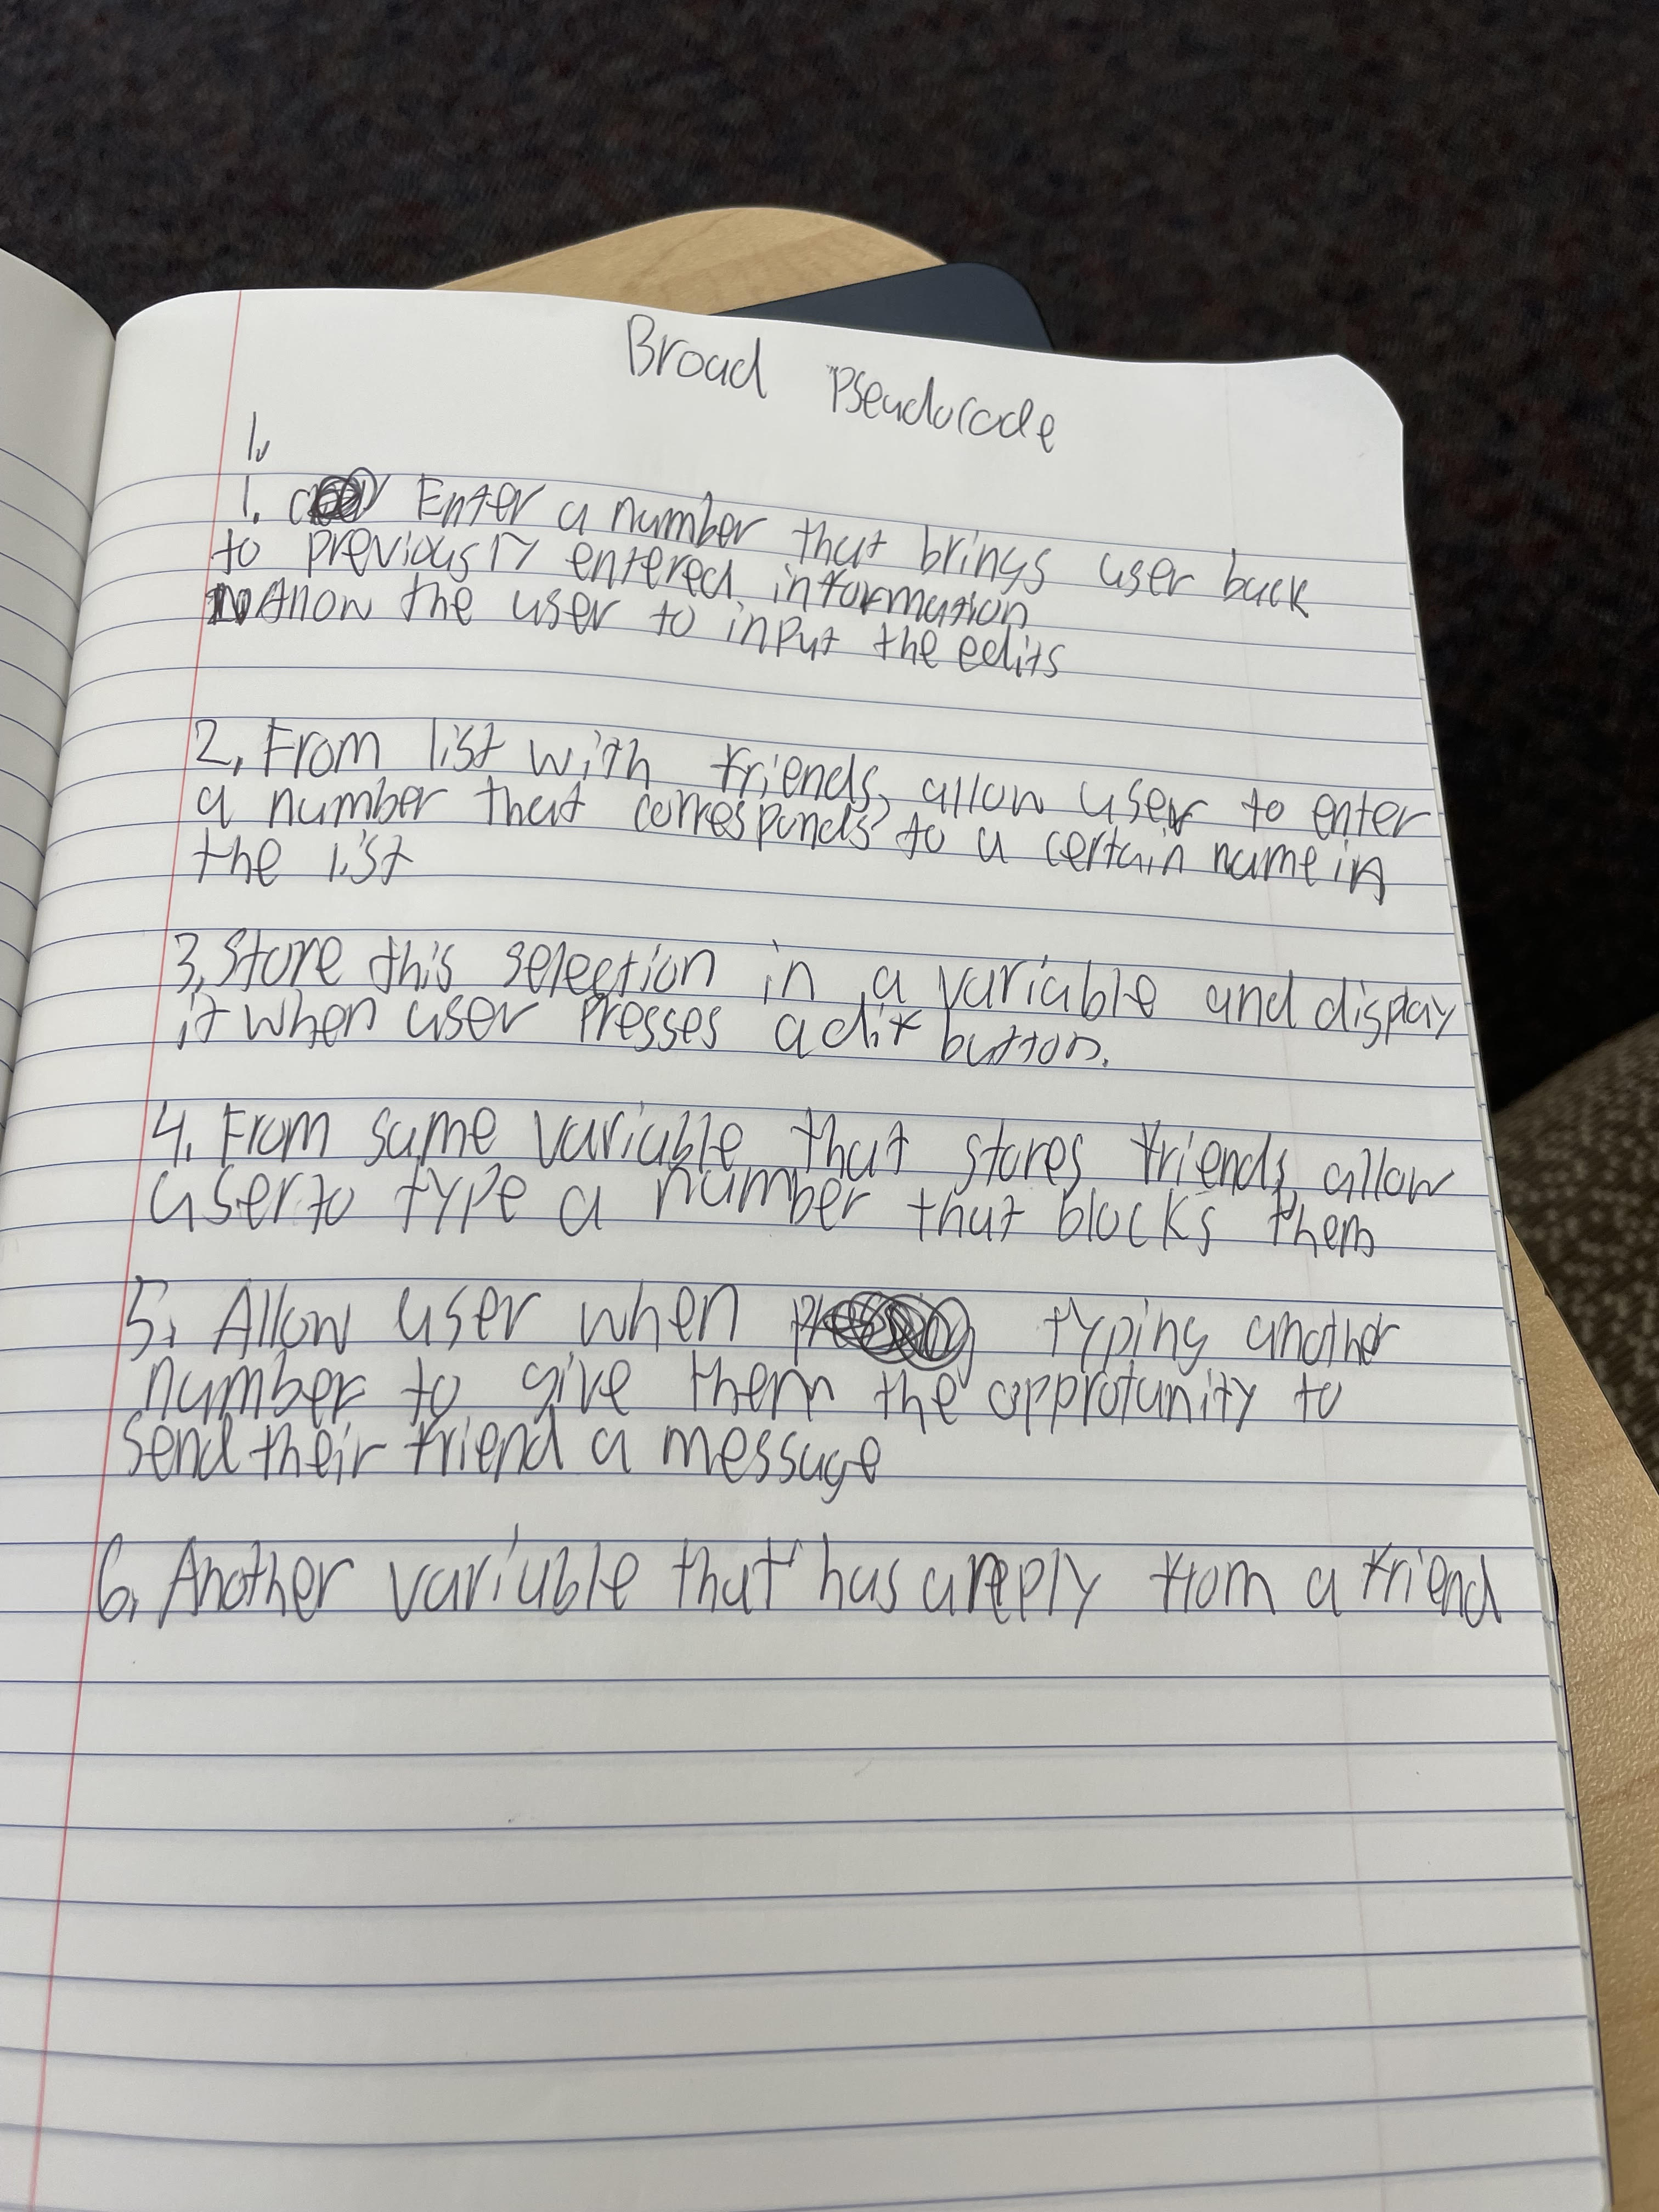 Broad Pseudocode
1.
1. Enter a number that brings user back
to previously entered information
Allow the user to input the edits
2. From list with friends, allow user to enter
a number that corresponds to a certain name in
the list
3. Store this selection in a variable and display
it when user presses a dif button.
4. From same variable that stores friends, allow
user to type a number that blocks them
5. Allow user when typing another
number to give them the opprotunity to
send their friend a message
6. Another variable that has a reply from a friend